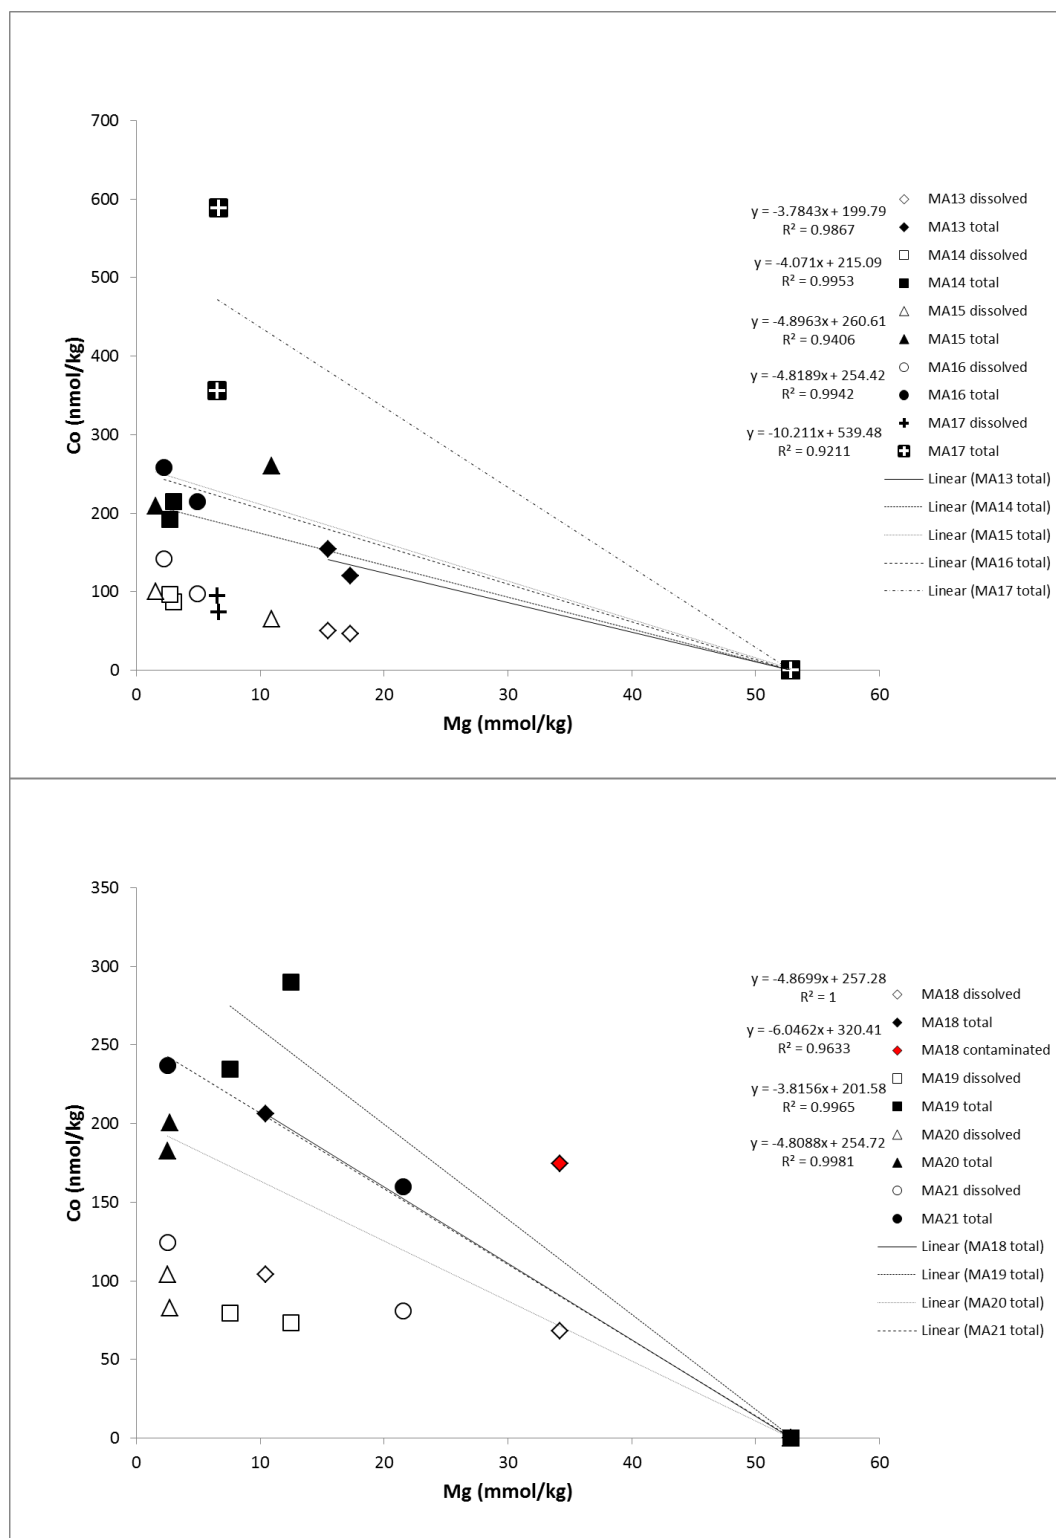 700
600
500
400
300
200
100
0
Co (nmol/kg)
0 10 20 30 40 50 60
Mg (mmol/kg)
y = -3.7843x + 199.79
R² = 0.9867
y = -4.071x + 215.09
R² = 0.9953
y = -4.8963x + 260.61
R² = 0.9406
y = -4.8189x + 254.42
R² = 0.9942
y = -10.211x + 539.48
R² = 0.9211
MA13 dissolved
MA13 total
MA14 dissolved
MA14 total
MA15 dissolved
MA15 total
MA16 dissolved
MA16 total
MA17 dissolved
MA17 total
Linear (MA13 total)
Linear (MA14 total)
Linear (MA15 total)
Linear (MA16 total)
Linear (MA17 total)
350
300
250
200
150
100
50
0
Co (nmol/kg)
0 10 20 30 40 50 60
Mg (mmol/kg)
y = -4.8699x + 257.28
R² = 1
y = -6.0462x + 320.41
R² = 0.9633
y = -3.8156x + 201.58
R² = 0.9965
y = -4.8088x + 254.72
R² = 0.9981
MA18 dissolved
MA18 total
MA18 contaminated
MA19 dissolved
MA19 total
MA20 dissolved
MA20 total
MA21 dissolved
MA21 total
Linear (MA18 total)
Linear (MA19 total)
Linear (MA20 total)
Linear (MA21 total)